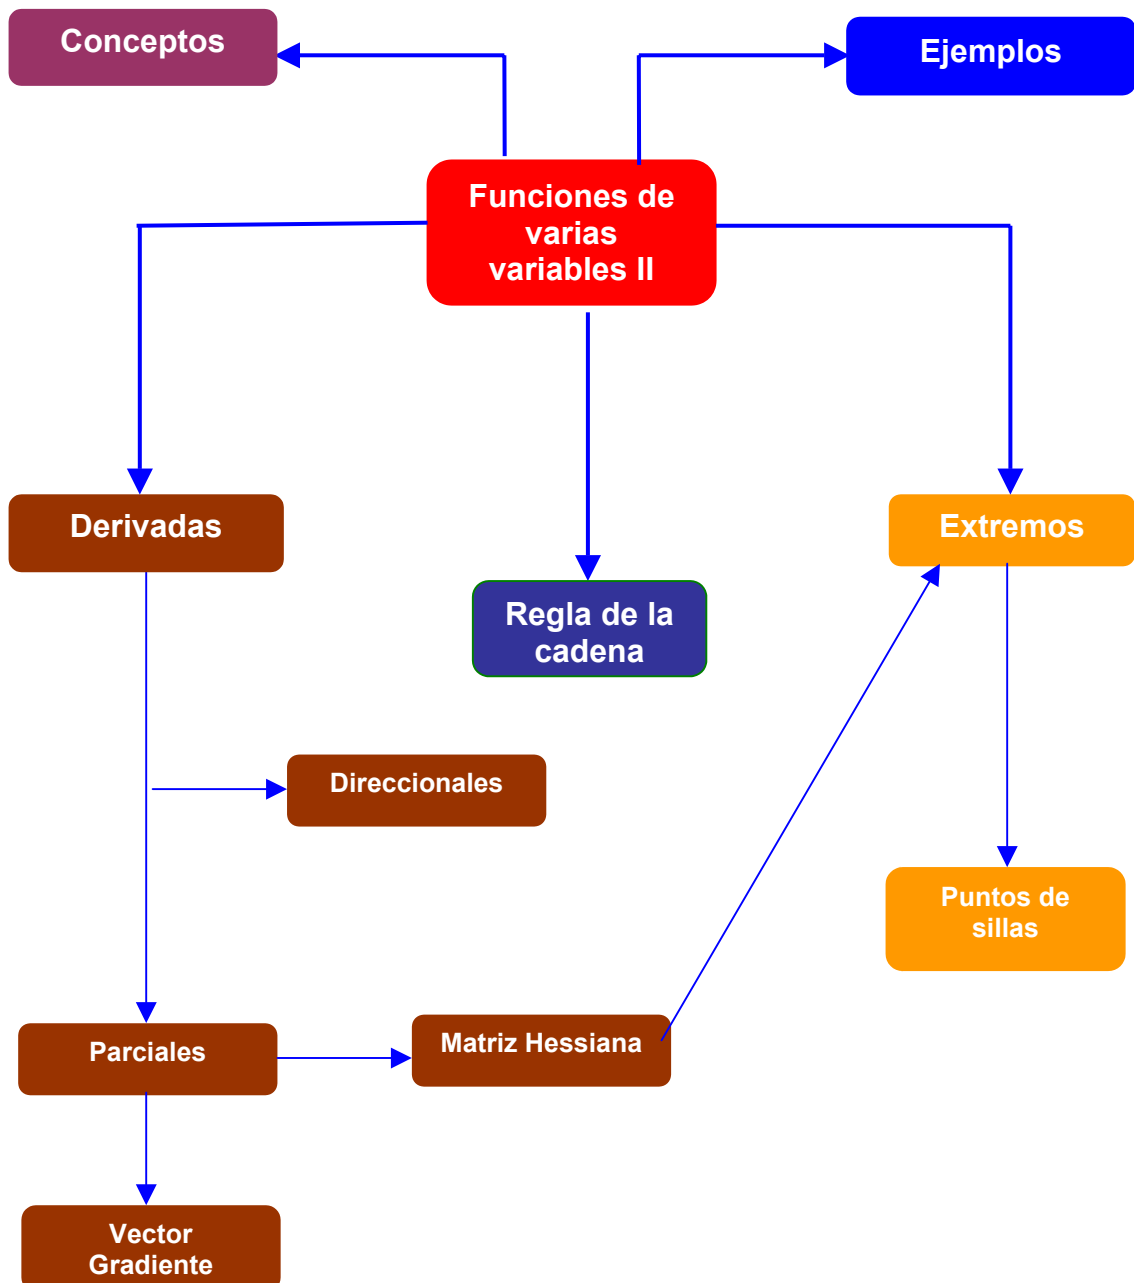 Conceptos
Ejemplos
Funciones de
varias
variables II
Derivadas
Extremos
Regla de la
cadena
Direccionales
Puntos de
sillas
Parciales
Matriz Hessiana
Vector
Gradiente